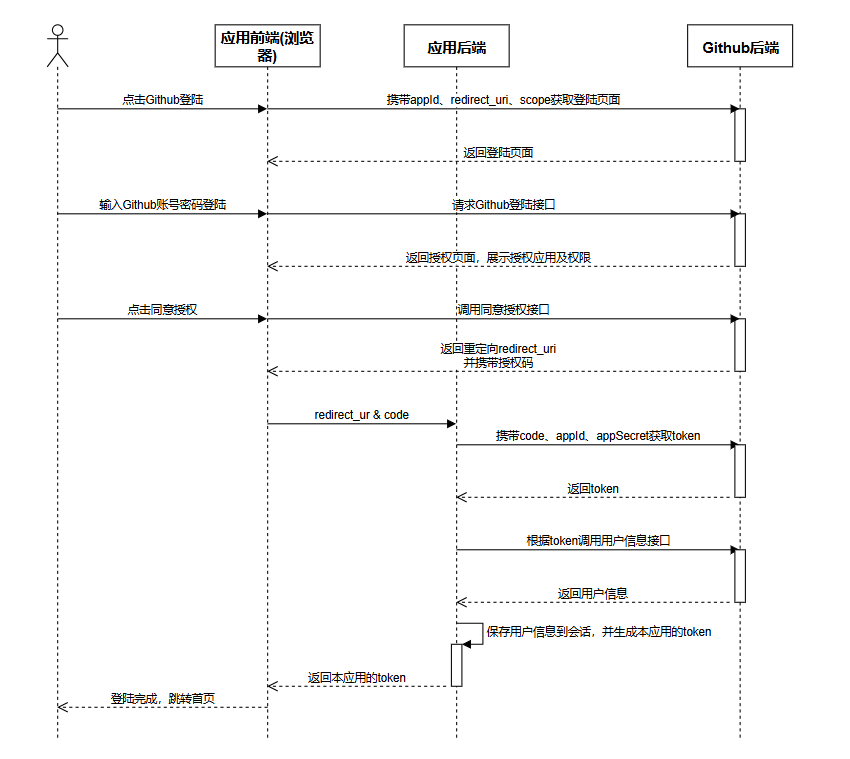 应用前端(浏览
器)
应用后端
Github后端
点击Github登陆
携带appId、redirect_uri、scope获取登陆页面
返回登陆页面
输入Github账号密码登陆
请求Github登陆接口
返回授权页面，展示授权应用及权限
点击同意授权
调用同意授权接口
返回重定向redirect_uri
并携带授权码
redirect_ur & code
携带code、appId、appSecret获取token
返回token
根据token调用用户信息接口
返回用户信息
保存用户信息到会话，并生成本应用的token
返回本应用的token
登陆完成，跳转首页